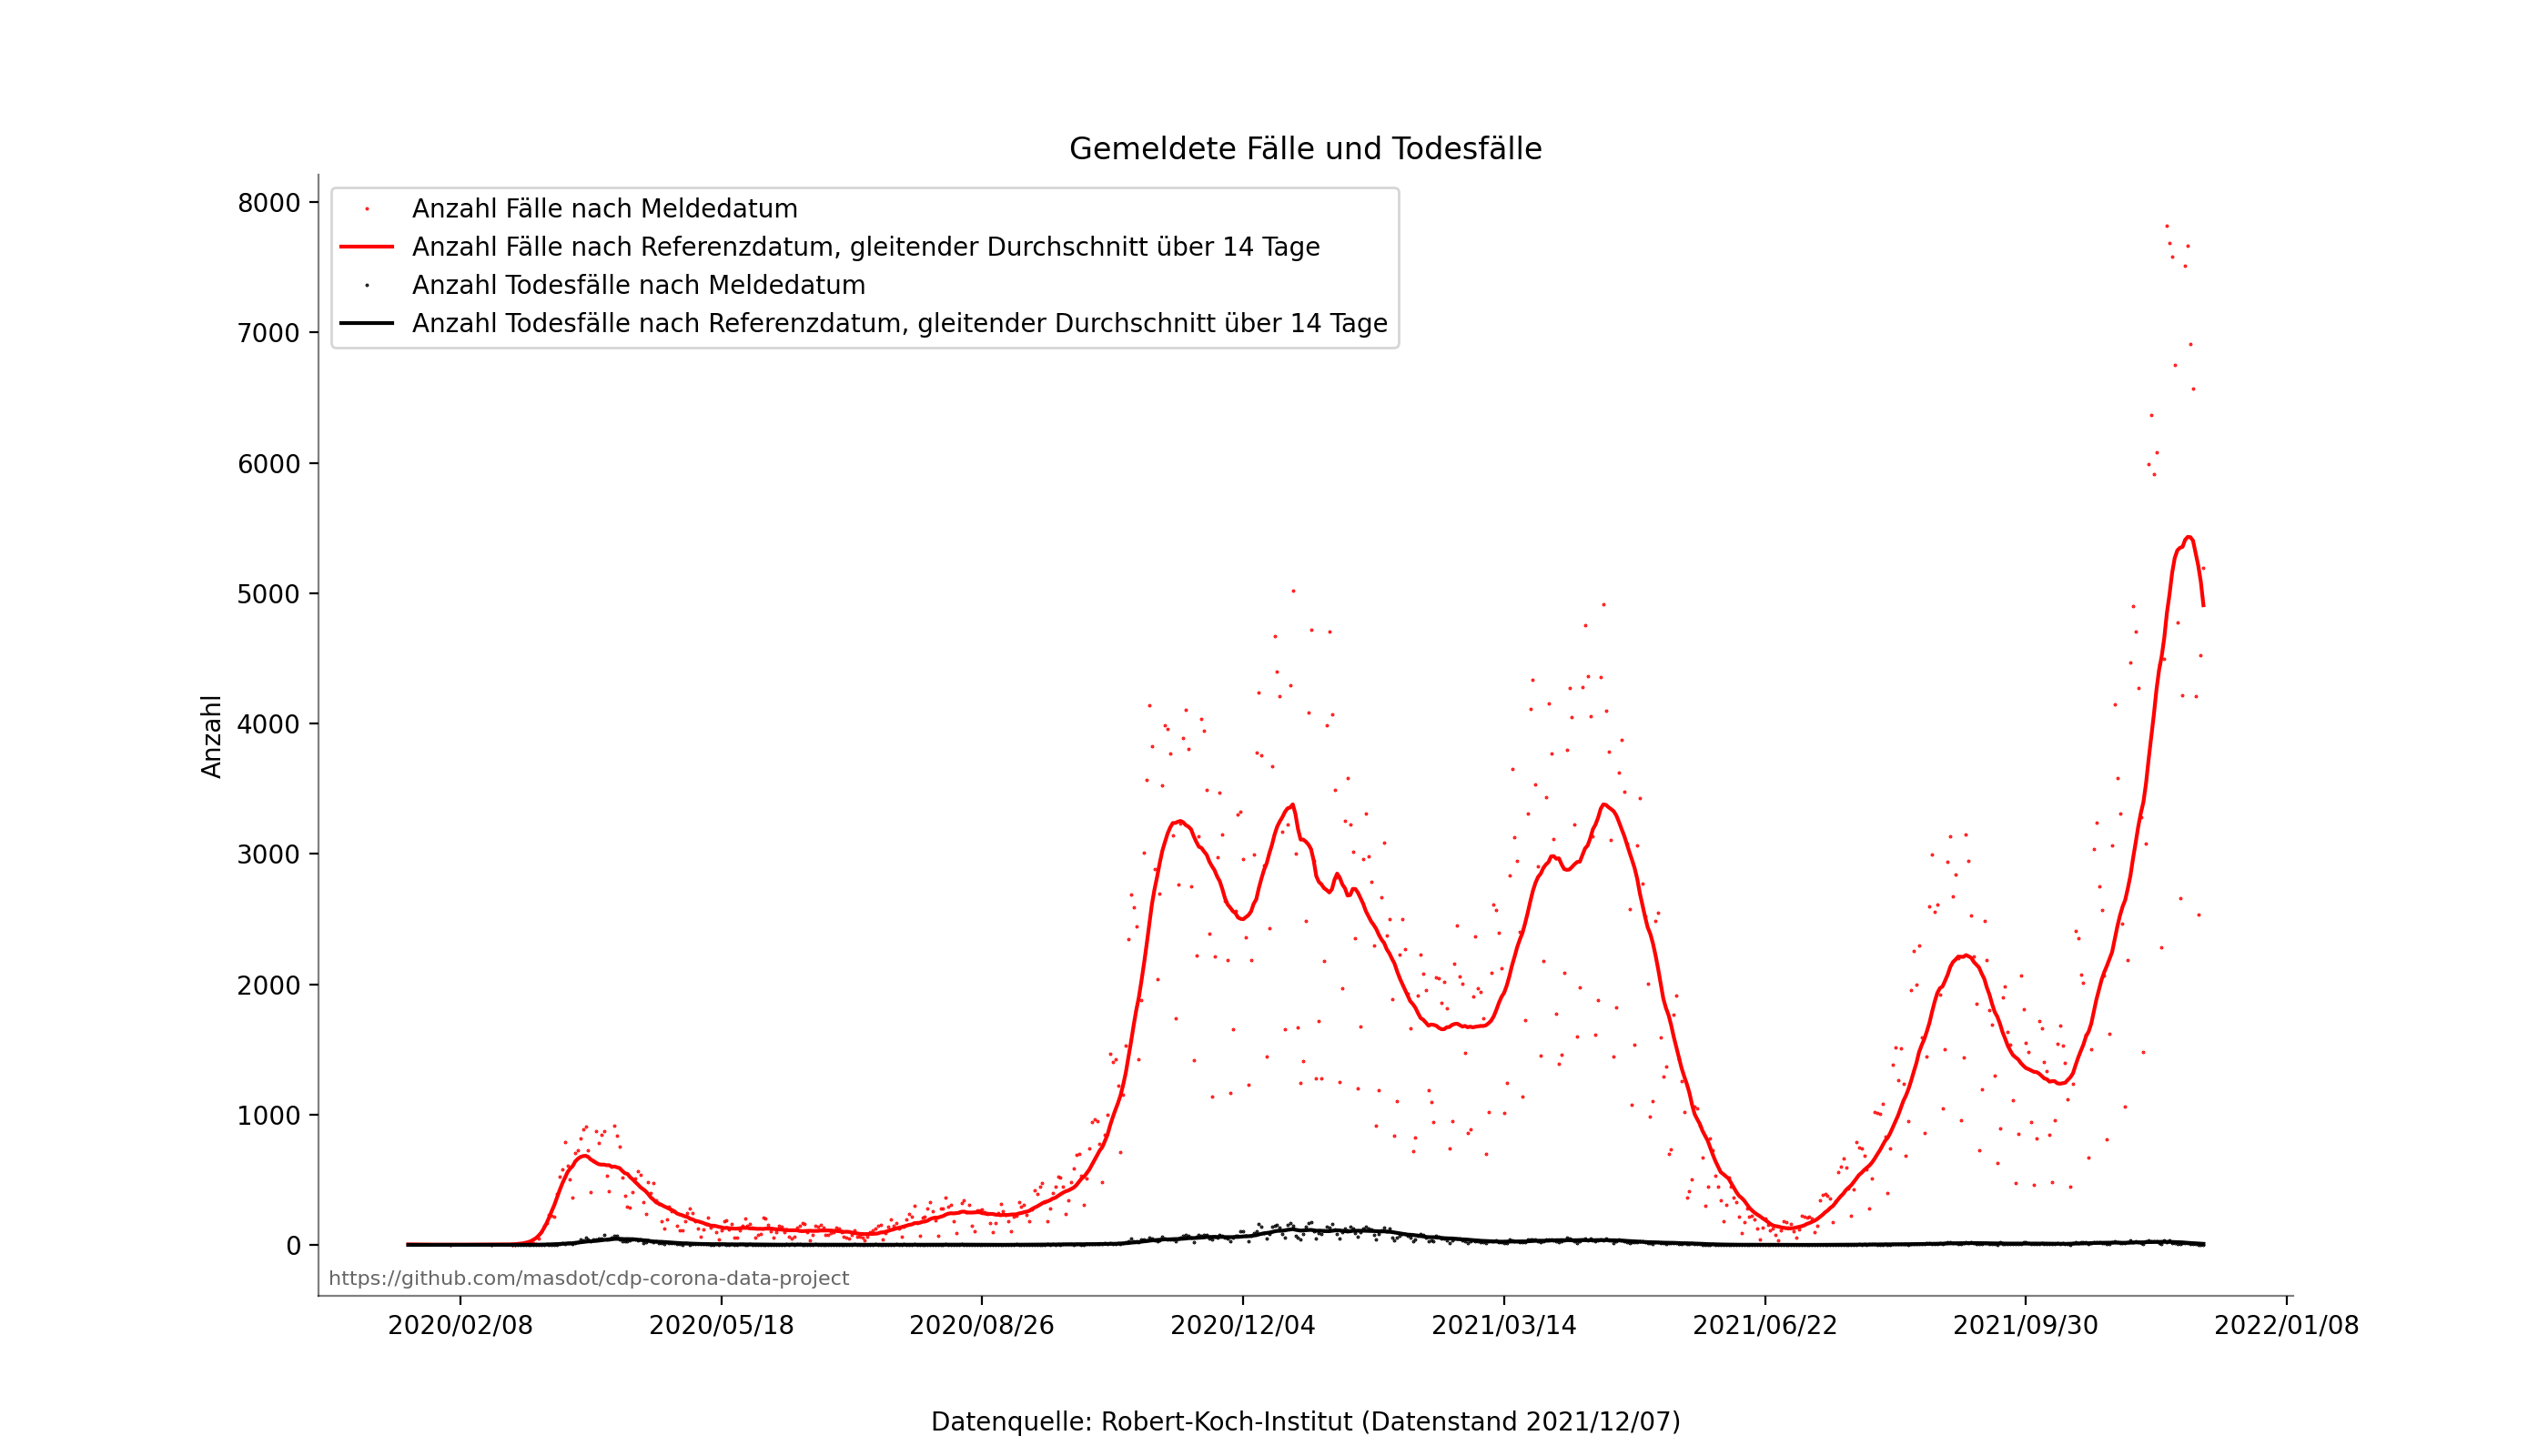 Gemeldete Fälle und Todesfälle
8000
7000
6000
5000
4000
3000
2000
1000
0
Anzahl
Anzahl Fälle nach Meldedatum
Anzahl Fälle nach Referenzdatum, gleitender Durchschnitt über 14 Tage
Anzahl Todesfälle nach Meldedatum
Anzahl Todesfälle nach Referenzdatum, gleitender Durchschnitt über 14 Tage
https://github.com/masdot/cdp-corona-data-project
2020/02/08 2020/05/18 2020/08/26 2020/12/04 2021/03/14 2021/06/22 2021/09/30 2022/01/08
Datenquelle: Robert-Koch-Institut (Datenstand 2021/12/07)